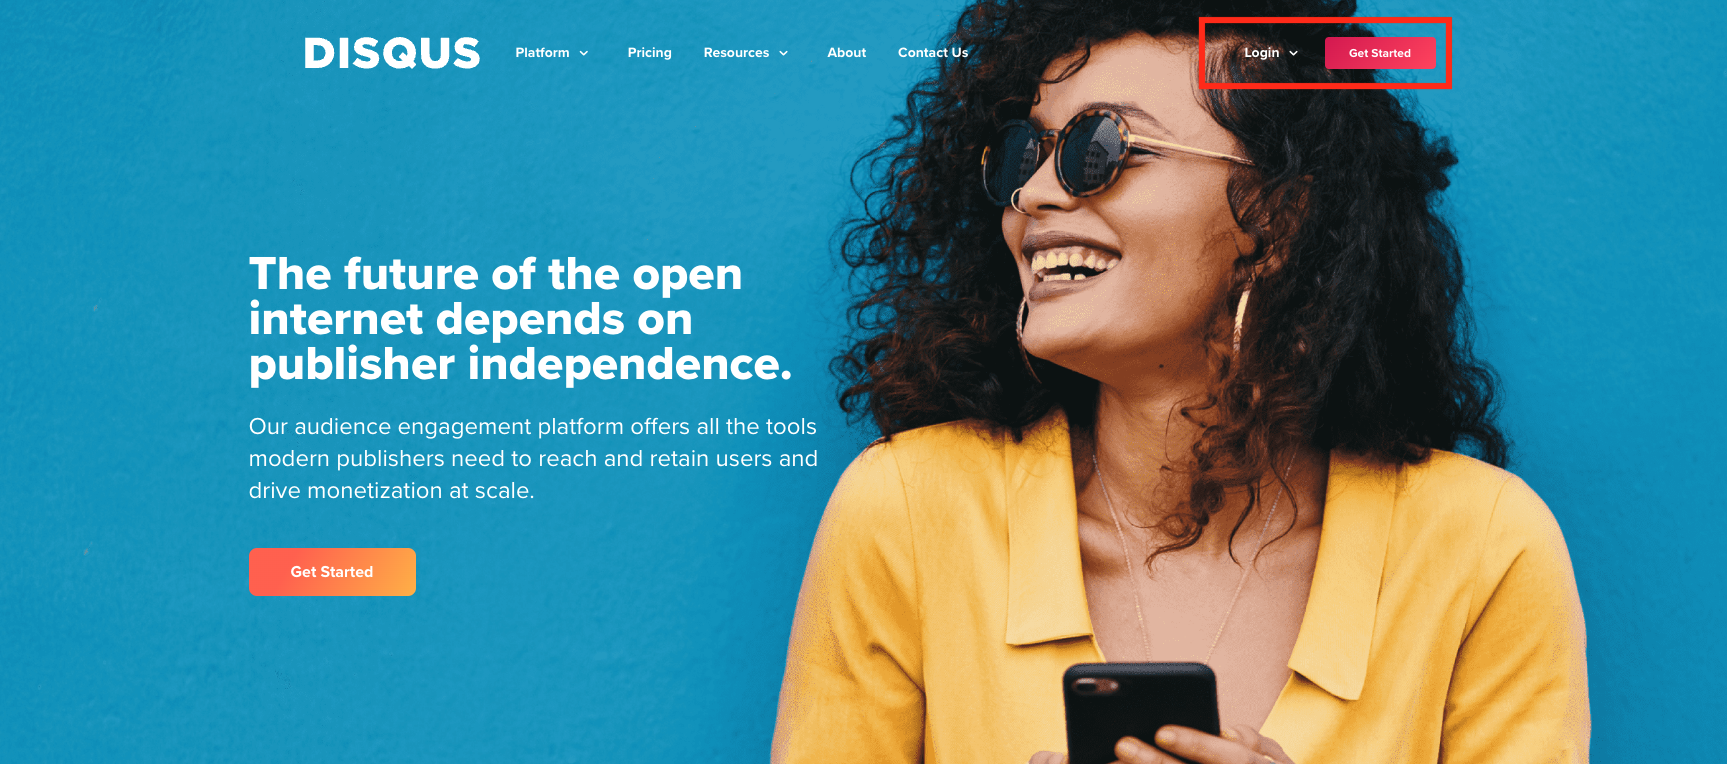 DISQUS
Platform
Pricing
Resources
About
Contact Us
Login
Get Started
The future of the open
internet depends on
publisher independence.
Our audience engagement platform offers all the tools
modern publishers need to reach and retain users and
drive monetization at scale.
Get Started